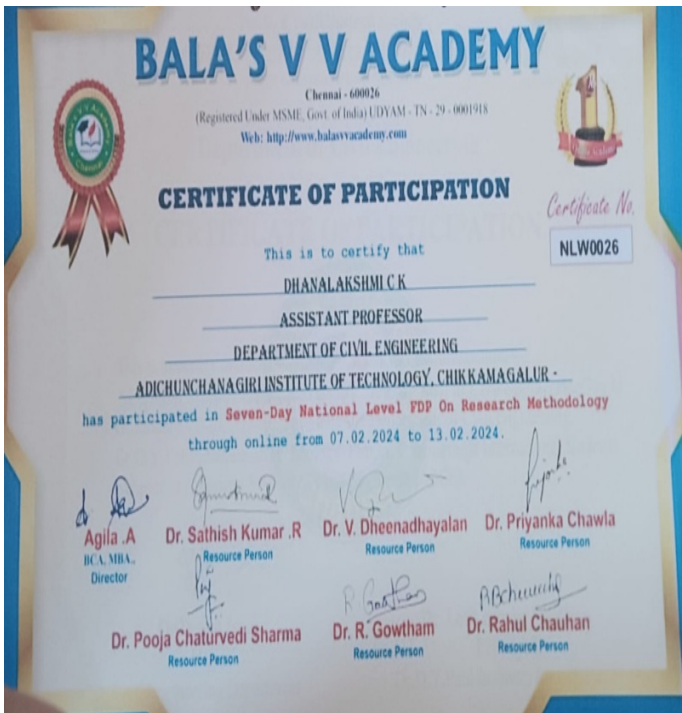 BALA'S V V ACADEMY
Chennai - 600026
(Registered Under MSME, Govt. of India) UDYAM - TN - 29 - 0001918
Web: http://www.balasvvacademy.com
Bala's V V Academy
Chennai
1
CERTIFICATE OF PARTICIPATION
Certificate No.
NLW0026
This is to certify that
DHANALAKSHMI C K
ASSISTANT PROFESSOR
DEPARTMENT OF CIVIL ENGINEERING
ADICHUNCHANAGIRI INSTITUTE OF TECHNOLOGY, CHIKKAMAGALUR -
has participated in Seven-Day National Level FDP On Research Methodology
through online from 07.02.2024 to 13.02.2024.
Agila .A
BCA, MBA.,
Director
Dr. Sathish Kumar .R
Resource Person
Dr. V. Dheenadhayalan
Resource Person
Dr. Priyanka Chawla
Resource Person
Dr. Pooja Chaturvedi Sharma
Resource Person
R Gowtham
Dr. R. Gowtham
Resource Person
Dr. Rahul Chauhan
Resource Person